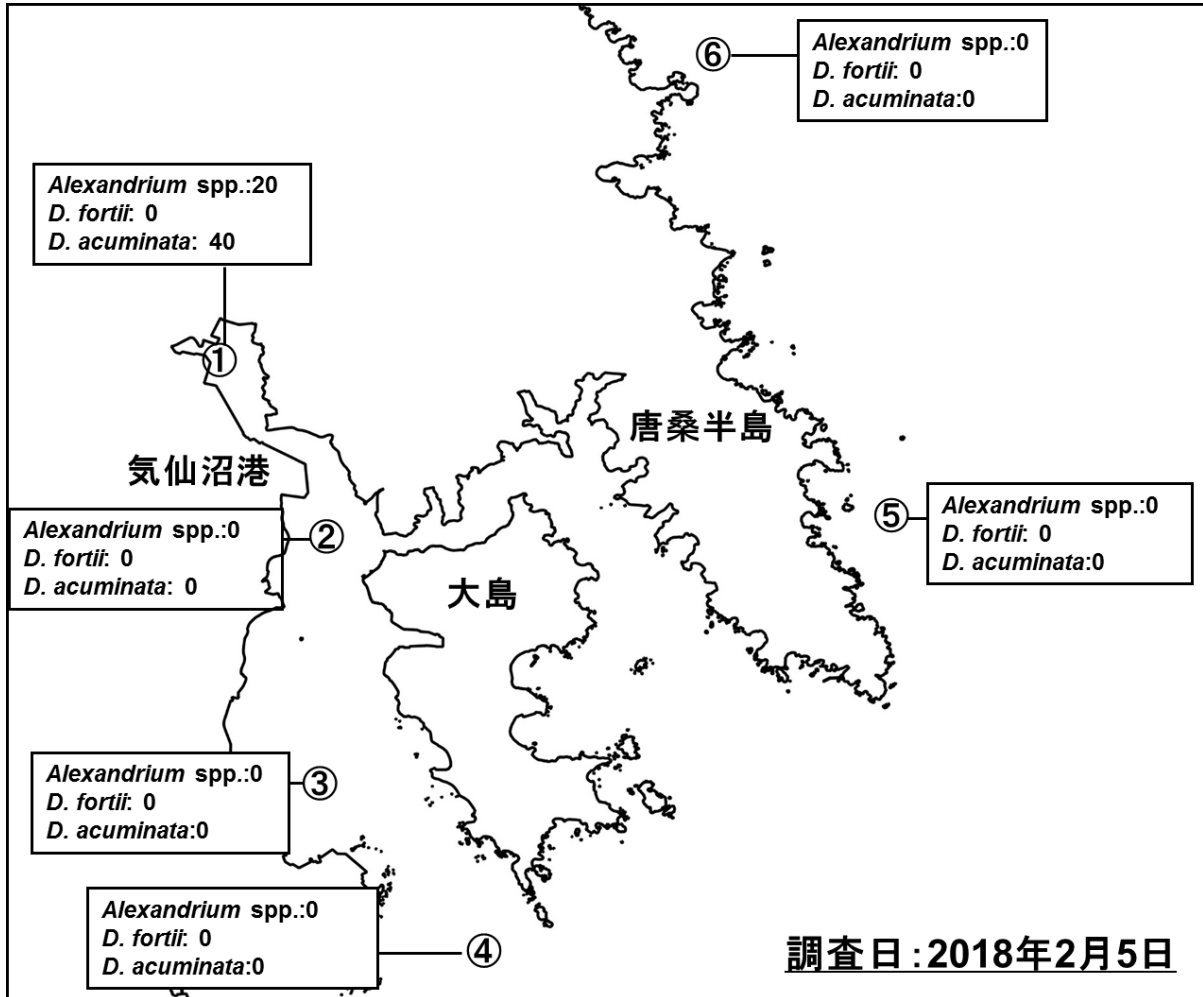 ⑥
Alexandrium spp.:0
D. fortii: 0
D. acuminata:0
Alexandrium spp.:20
D. fortii: 0
D. acuminata: 40
①
唐桑半島
気仙沼港
Alexandrium spp.:0
D. fortii: 0
D. acuminata: 0
②
⑤
Alexandrium spp.:0
D. fortii: 0
D. acuminata:0
大島
Alexandrium spp.:0
D. fortii: 0
D. acuminata:0
③
Alexandrium spp.:0
D. fortii: 0
D. acuminata:0
④
調査日:2018年2月5日